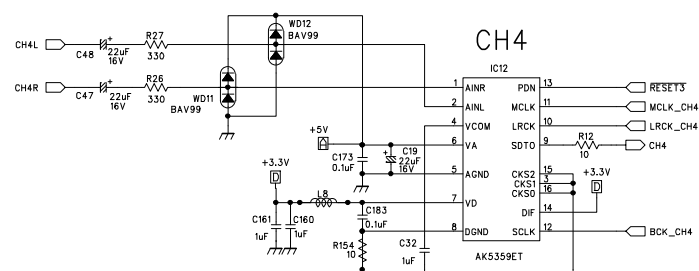 WD12
BAV99
CH4
CH4L
C48
+
22uF
16V
R27
330
IC12
CH4R
C47
+
22uF
16V
R26
330
WD11
BAV99
1 AINR PDN 13 RESET3
2 AINL MCLK 11 MCLK_CH4
4 VCOM LRCK 10 LRCK_CH4
+5V
A
6 VA SDTO 9 R12 10 CH4
C173
0.1uF
+
C19
22uF
16V
5 AGND CKS2 15
CKS1 3
CKS0 16
+3.3V
D
+3.3V
D
L8
7 VD
DIF 14
C161
1uF
C160
1uF
C183
0.1uF
8 DGND SCLK 12 BCK_CH4
R154
10
C32
1uF
AK5359ET